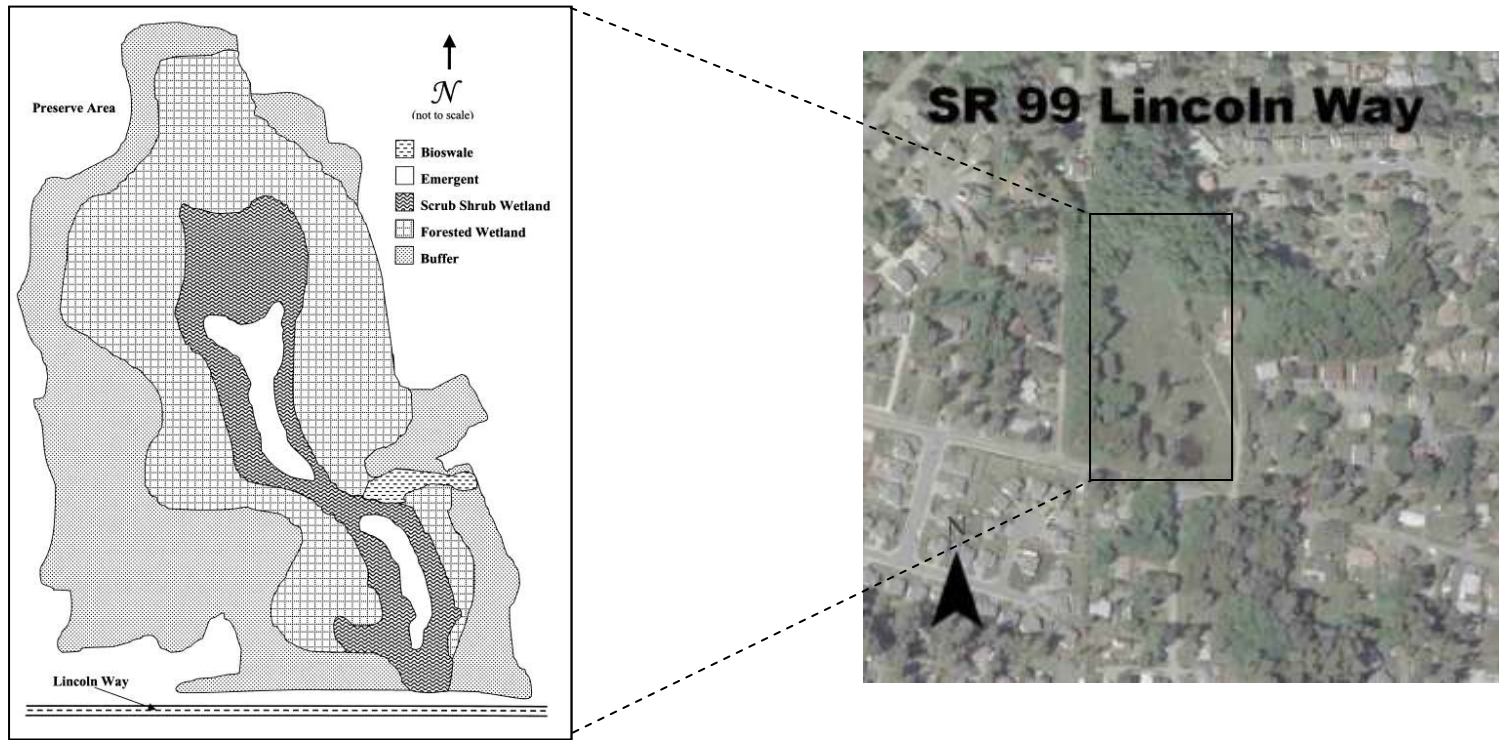 Preserve Area
N
(not to scale)
Bioswale
Emergent
Scrub Shrub Wetland
Forested Wetland
Buffer
Lincoln Way
SR 99 Lincoln Way
N